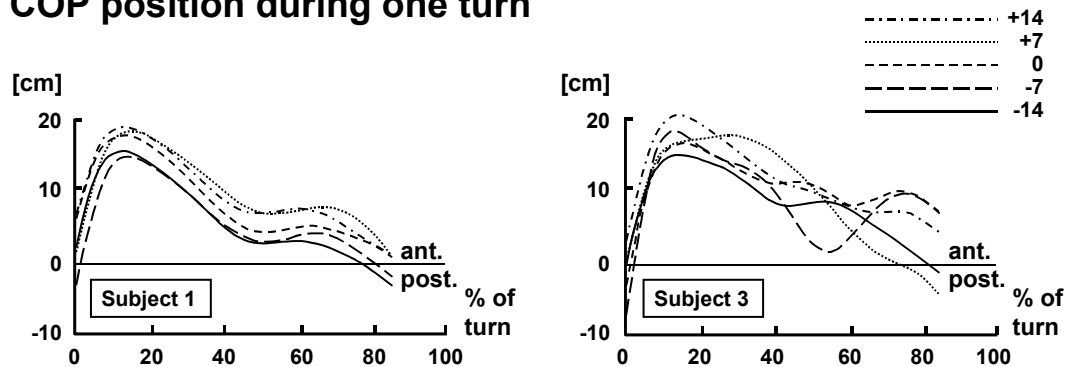 COP position during one turn
+14
+7
0
-7
-14
[cm]
20
10
0
-10
ant.
post.
Subject 1
% of
turn
0 20 40 60 80 100
[cm]
20
10
0
-10
ant.
post.
Subject 3
% of
turn
0 20 40 60 80 100